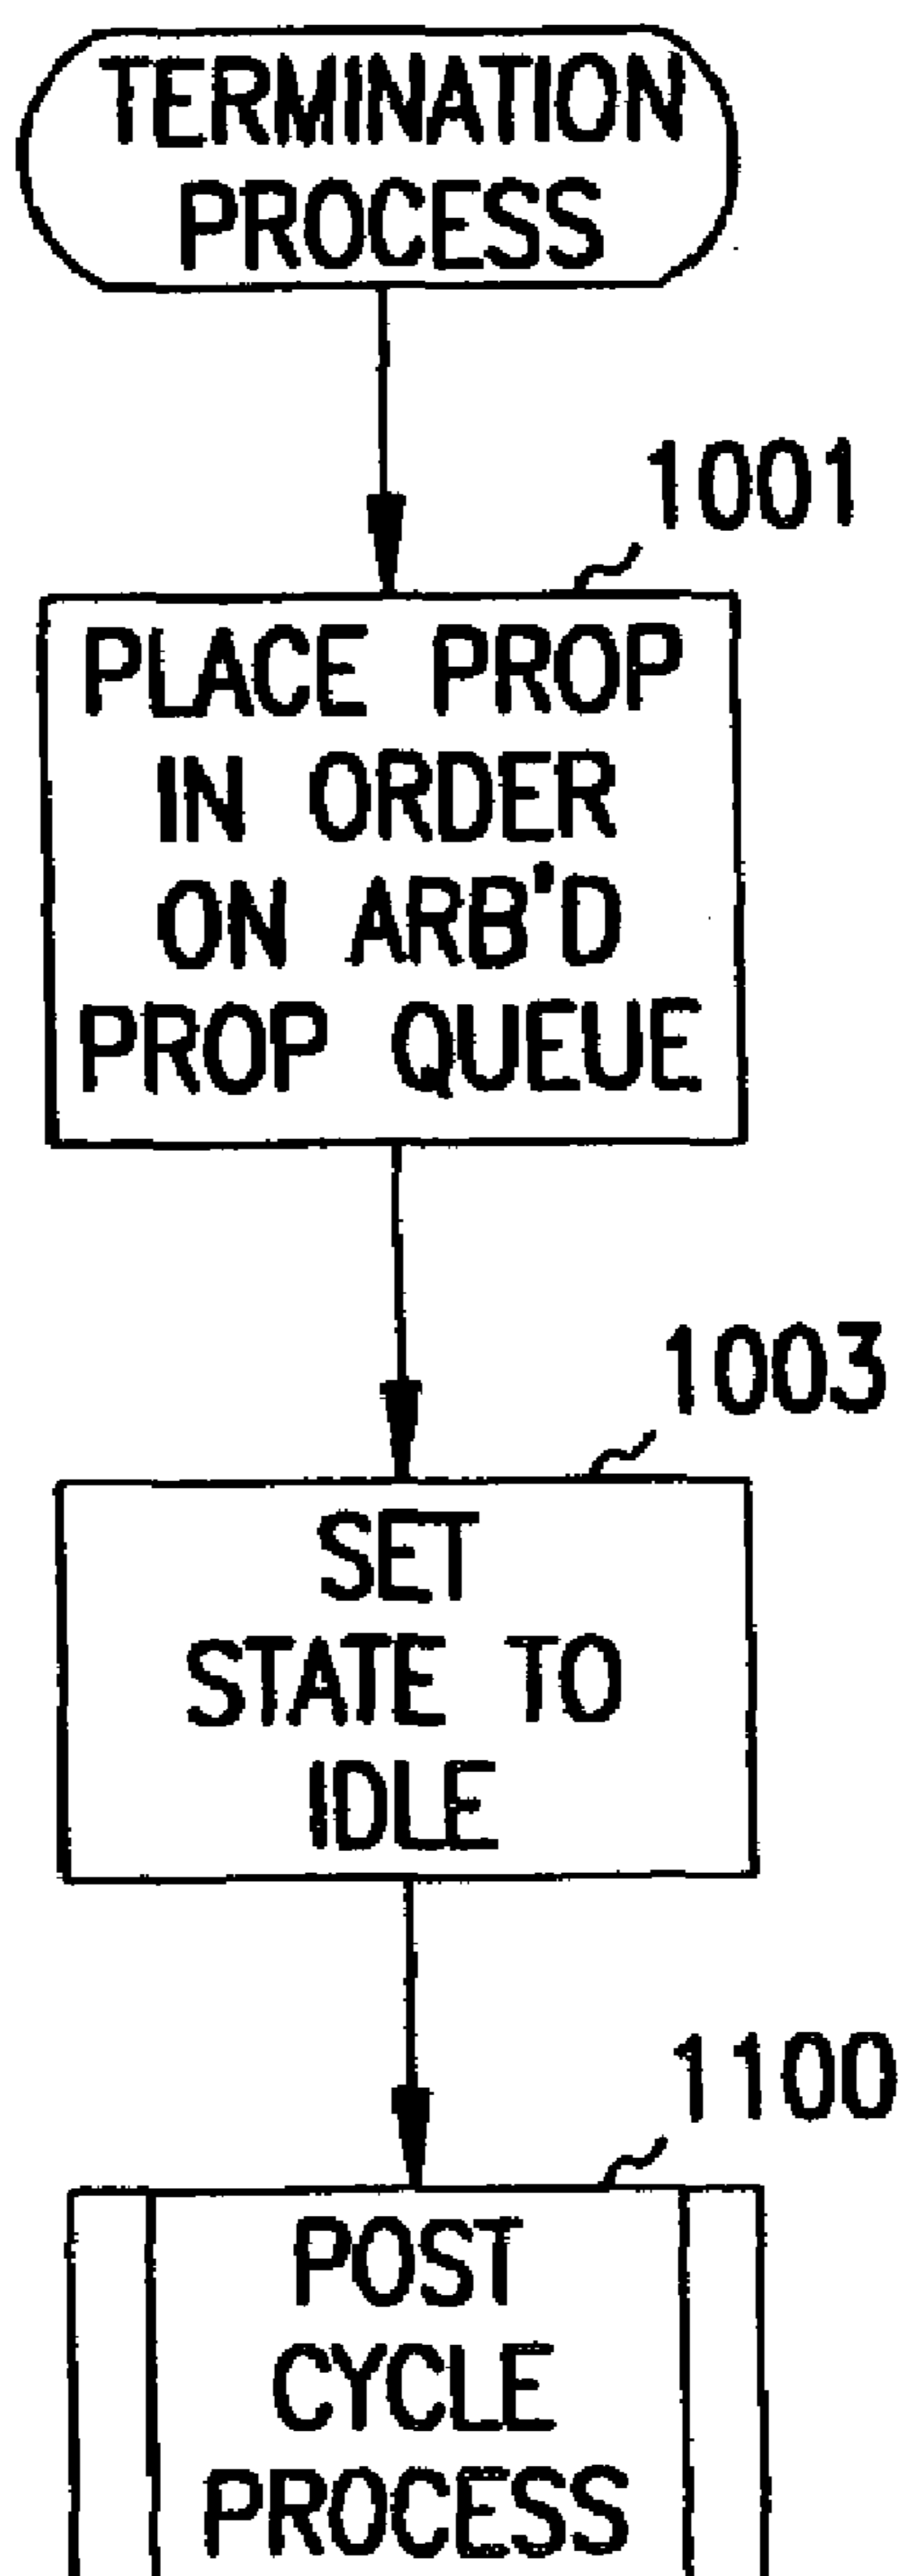 TERMINATION
PROCESS
1001
PLACE PROP
IN ORDER
ON ARB'D
PROP QUEUE
1003
SET
STATE TO
IDLE
1100
POST
CYCLE
PROCESS